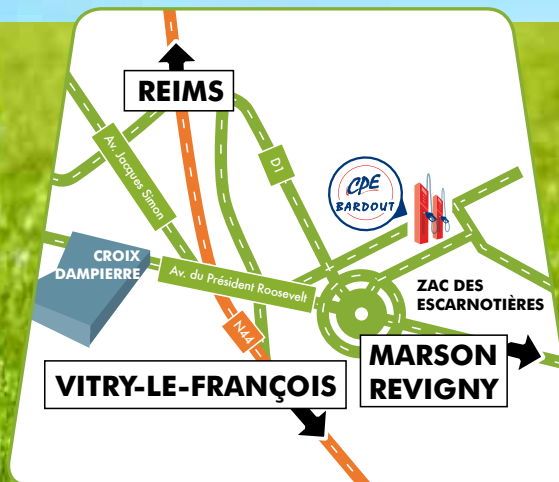 REIMS
Av. Jacques Simon
D1
CPE
BARDOUT
CROIX
DAMPIERRE
Av. du Président Roosevelt
ZAC DES
ESCARNOTIÈRES
N44
MARSON
REVIGNY
VITRY-LE-FRANÇOIS